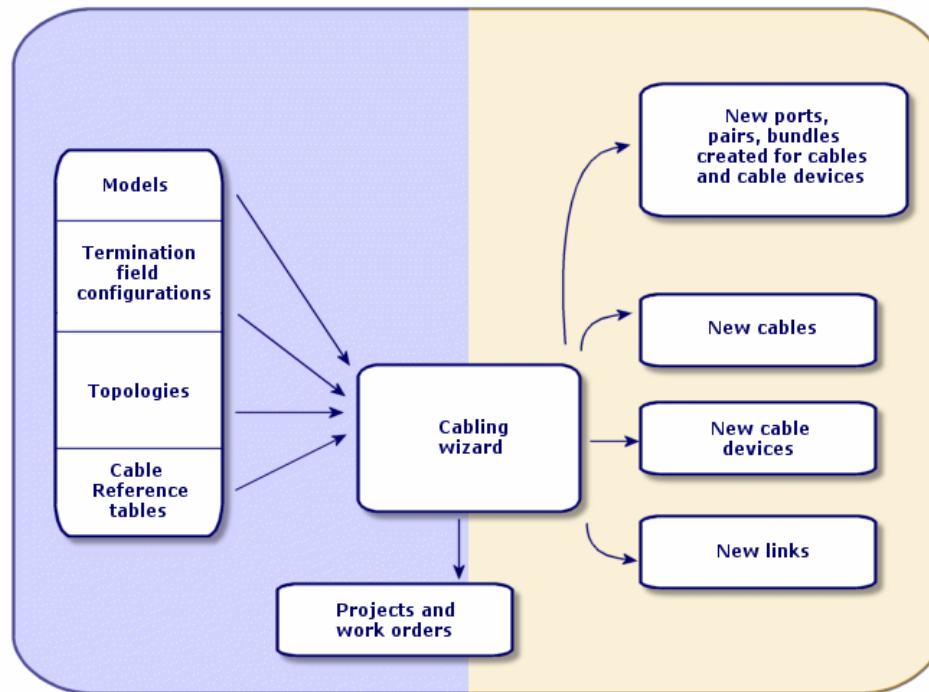 Models
Termination
field
configurations
Topologies
Cable
Reference
tables
Cabling
wizard
Projects and
work orders
New ports,
pairs, bundles
created for cables
and cable devices
New cables
New cable
devices
New links